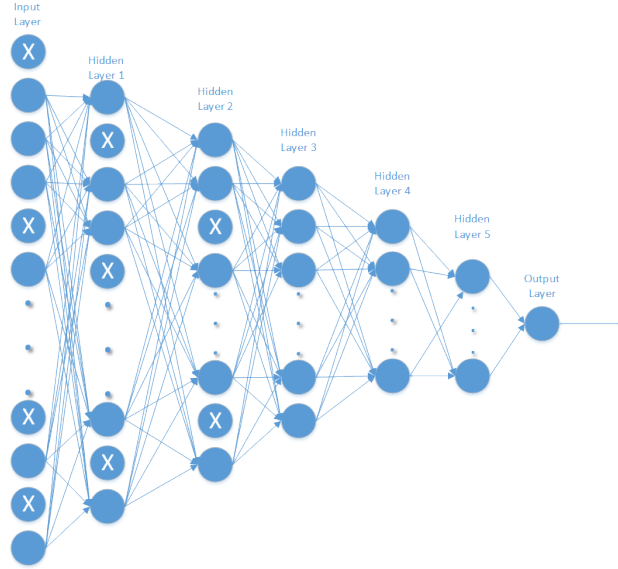 Input
Layer
X
X
X
X
Hidden
Layer 1
X
X
X
Hidden
Layer 2
X
X
Hidden
Layer 3
Hidden
Layer 4
Hidden
Layer 5
Output
Layer